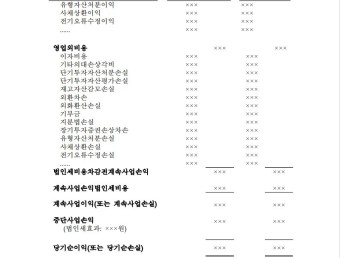 유형자산처분이익 ××× ×××
사채상환이익 ××× ×××
전기오류수정이익 ××× ×××
......
영업외비용 ××× ×××
이자비용 ××× ×××
기타의대손상각비 ××× ×××
단기투자자산처분손실 ××× ×××
단기투자자산평가손실 ××× ×××
재고자산감모손실 ××× ×××
외환차손 ××× ×××
외화환산손실 ××× ×××
기부금 ××× ×××
지분법손실 ××× ×××
장기투자증권손상차손 ××× ×××
유형자산처분손실 ××× ×××
사채상환손실 ××× ×××
전기오류수정손실 ××× ×××
......
법인세비용차감전계속사업손익 ××× ×××
계속사업손익법인세비용 ××× ×××
계속사업이익(또는 계속사업손실) ××× ×××
중단사업손익 ××× ×××
(법인세효과: ×××원)
당기순이익(또는 당기순손실) ××× ×××